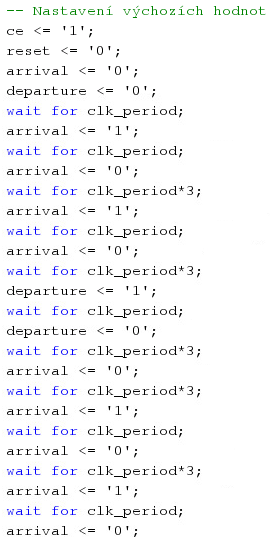 -- Nastavení výchozích hodnot
ce <= '1';
reset <= '0';
arrival <= '0';
departure <= '0';
wait for clk_period;
arrival <= '1';
wait for clk_period;
arrival <= '0';
wait for clk_period*3;
arrival <= '1';
wait for clk_period;
arrival <= '0';
wait for clk_period*3;
departure <= '1';
wait for clk_period;
departure <= '0';
wait for clk_period*3;
arrival <= '0';
wait for clk_period*3;
arrival <= '1';
wait for clk_period;
arrival <= '0';
wait for clk_period*3;
arrival <= '1';
wait for clk_period;
arrival <= '0';